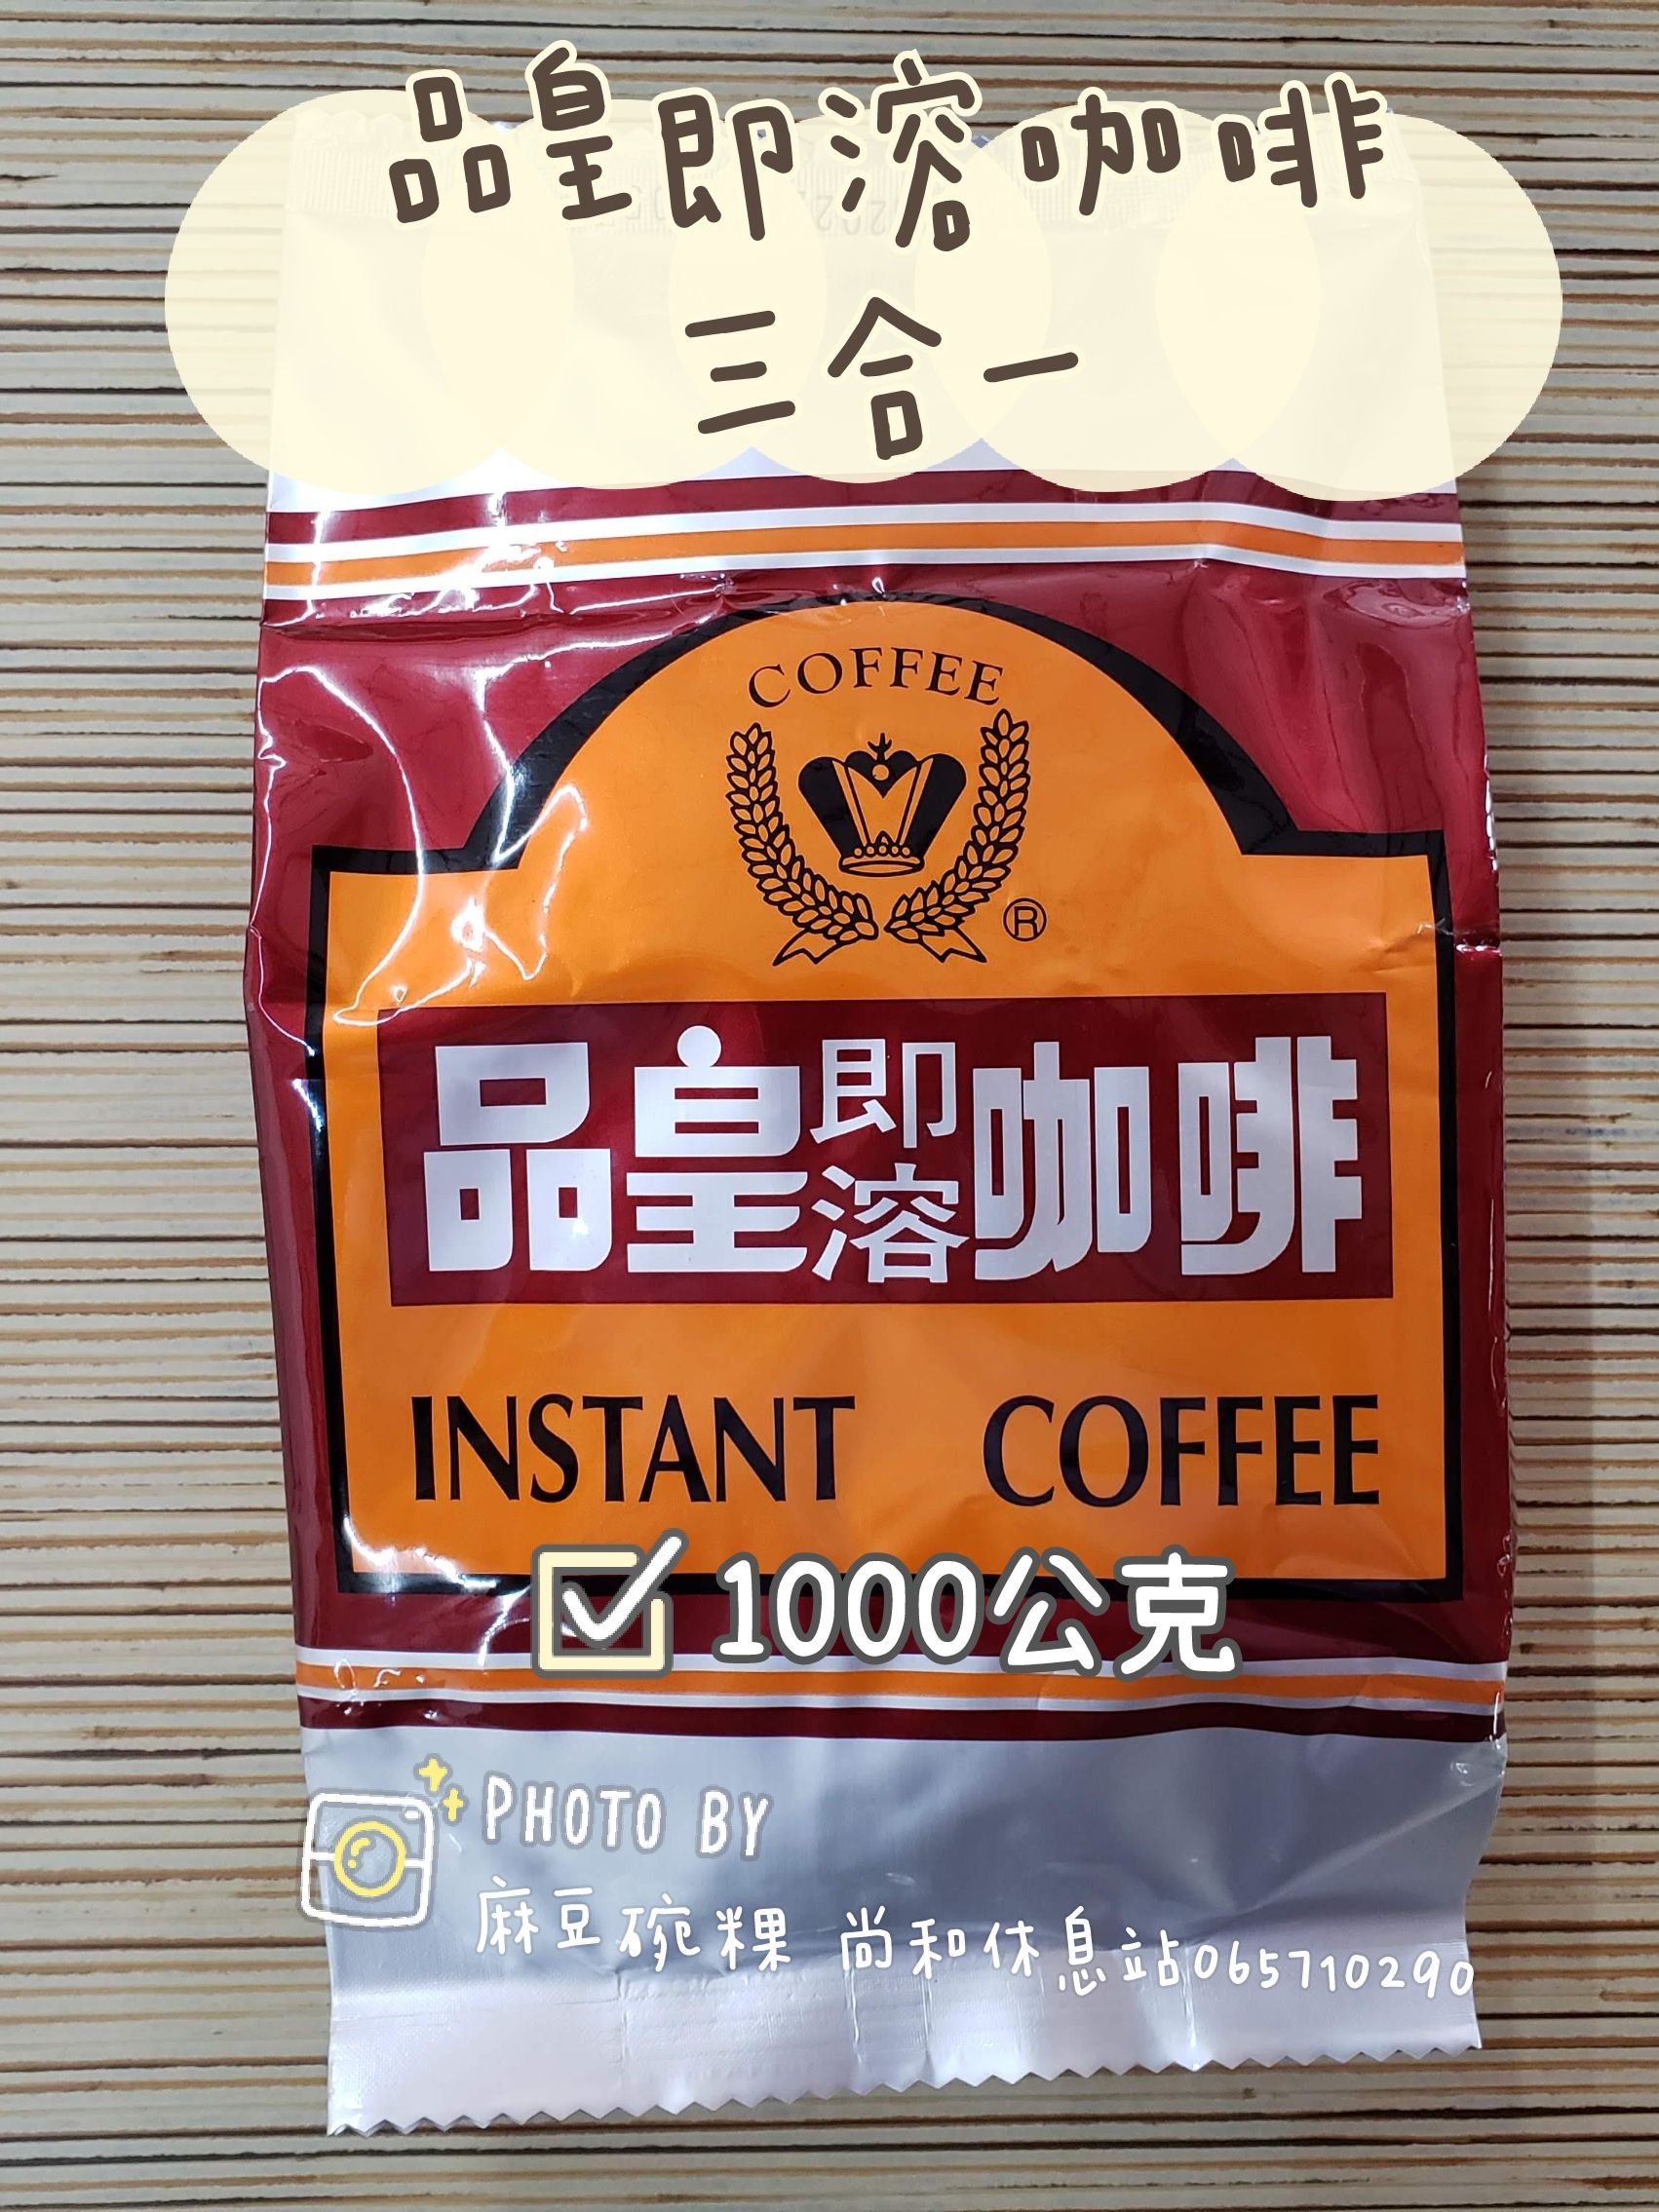 品皇即溶咖啡
三合一
COFFEE
®
品皇即溶咖啡
INSTANT COFFEE
1000公克
PHOTO BY
麻豆碗粿 尚和休息站065710290